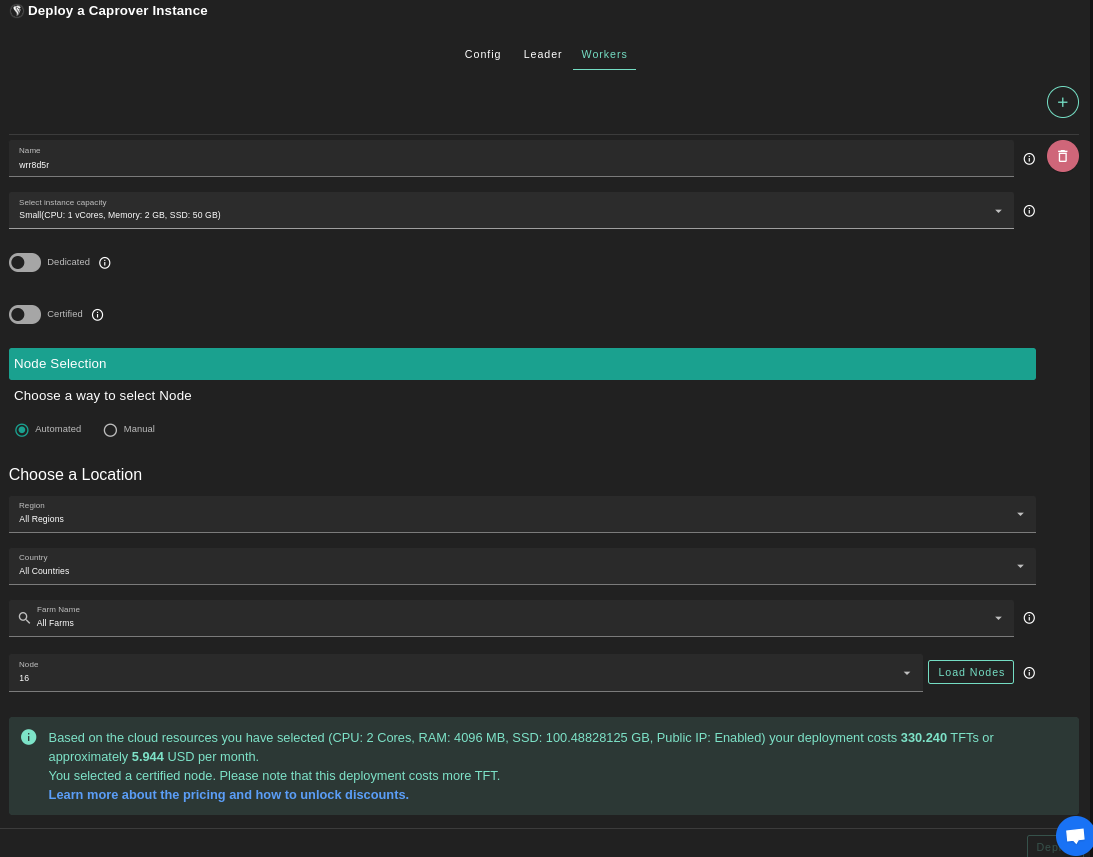 Deploy a Caprover Instance
Config Leader Workers
Name
wrr8d5r
Select instance capacity
Small(CPU: 1 vCores, Memory: 2 GB, SSD: 50 GB)
Dedicated
Certified
Node Selection
Choose a way to select Node
Automated Manual
Choose a Location
Region
All Regions
Country
All Countries
Farm Name
All Farms
Node
16
Load Nodes
Based on the cloud resources you have selected (CPU: 2 Cores, RAM: 4096 MB, SSD: 100.48828125 GB, Public IP: Enabled) your deployment costs 330.240 TFTs or
approximately 5.944 USD per month.
You selected a certified node. Please note that this deployment costs more TFT.
Learn more about the pricing and how to unlock discounts.